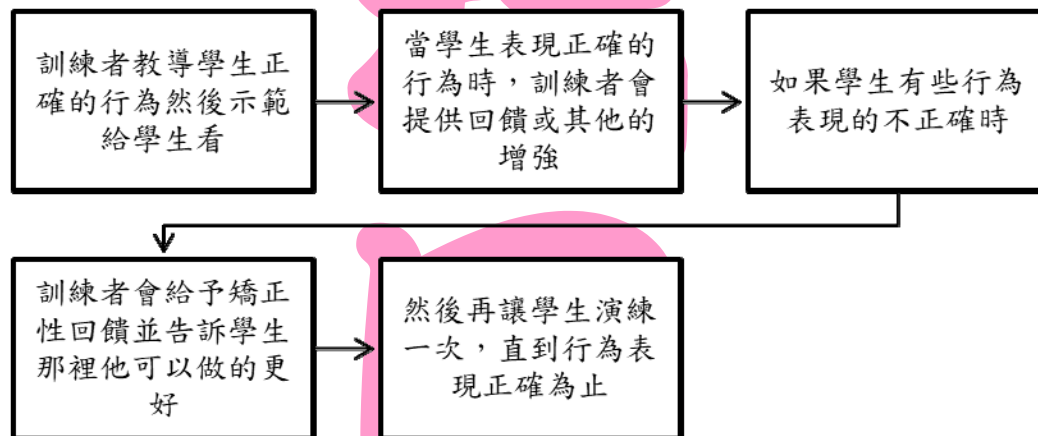 訓練者教導學生正
確的行為然後示範
給學生看
當學生表現正確的
行為時，訓練者會
提供回饋或其他的
增強
如果學生有些行為
表現的不正確時
訓練者會給予矯正
性回饋並告訴學生
那裡他可以做的更
好
然後再讓學生演練
一次，直到行為表
現正確為止